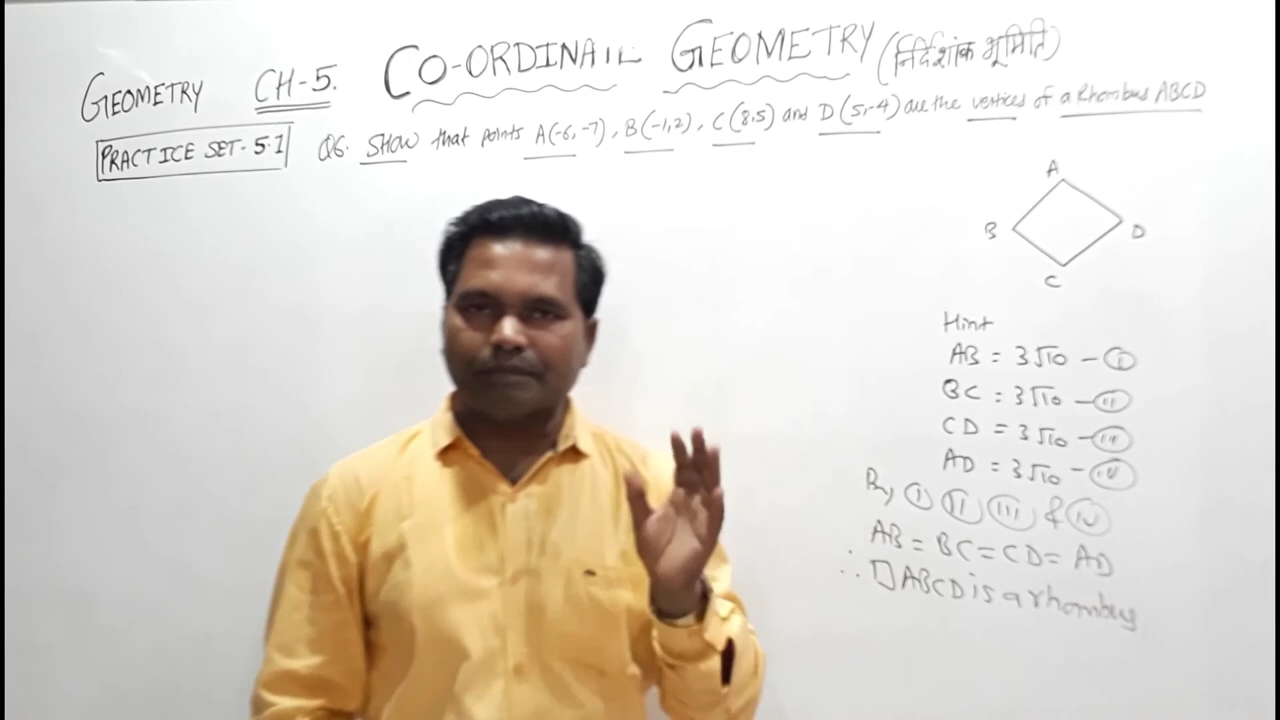 GEOMETRY CH-5. CO-ORDINATE GEOMETRY (निर्देशांक भूमिति)
PRACTICE SET-5.1 Q6. SHOW that points A(-6,-7), B(-1,2), C(8,5) and D(5,-4) are the vertices of a Rhombus ABCD
A
B D
C
Hint
AB = 3√10 - (i)
BC = 3√10 - (ii)
CD = 3√10 - (iii)
AD = 3√10 - (iv)
By (I) (II) (III) & (IV)
AB = BC = CD = AD
∴ □ABCD is a rhombus